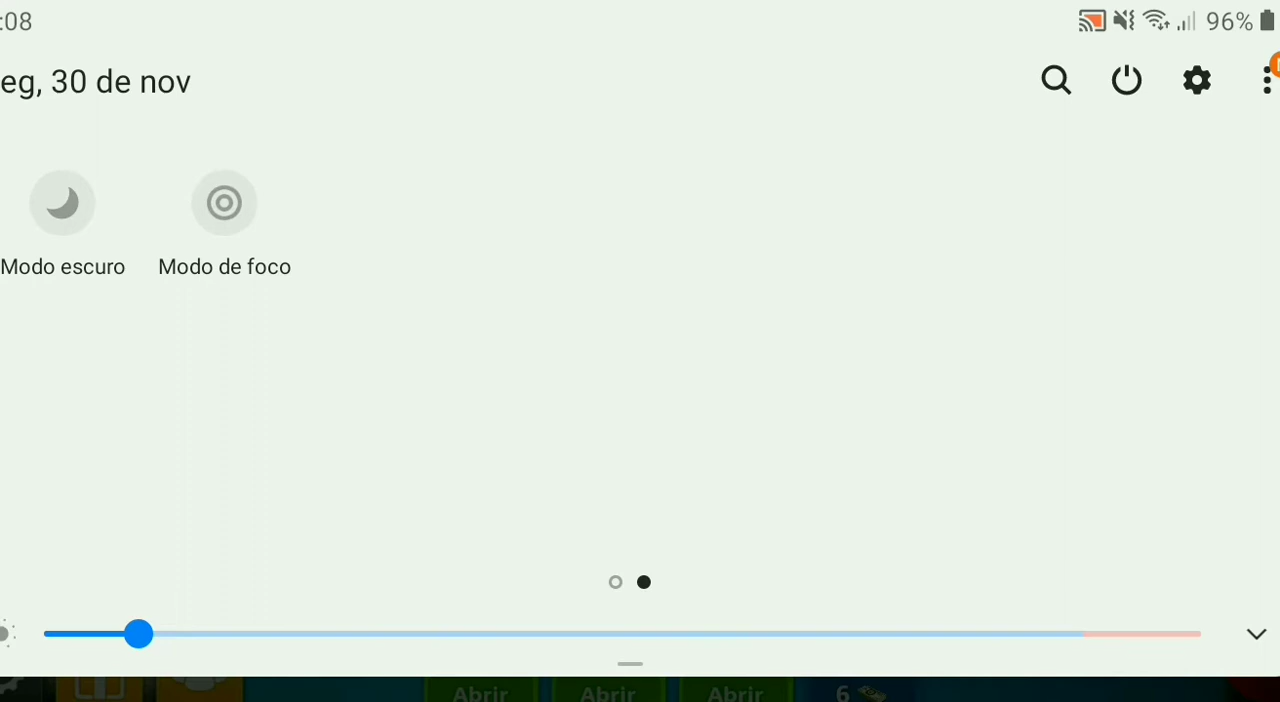 :08 96%
eg, 30 de nov
Modo escuro Modo de foco
Abrir Abrir Abrir 6